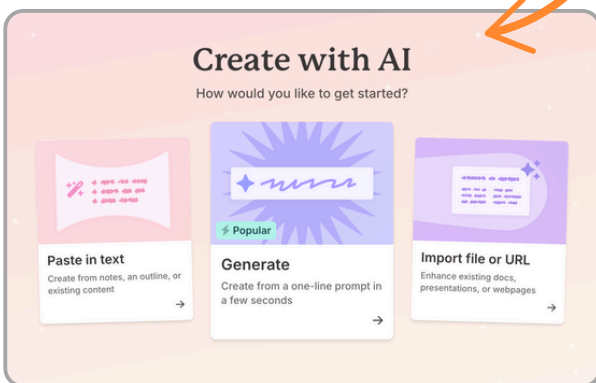 Create with AI
How would you like to get started?
Popular
Paste in text
Create from notes, an outline, or
existing content
Generate
Create from a one-line prompt in
a few seconds
Import file or URL
Enhance existing docs,
presentations, or webpages